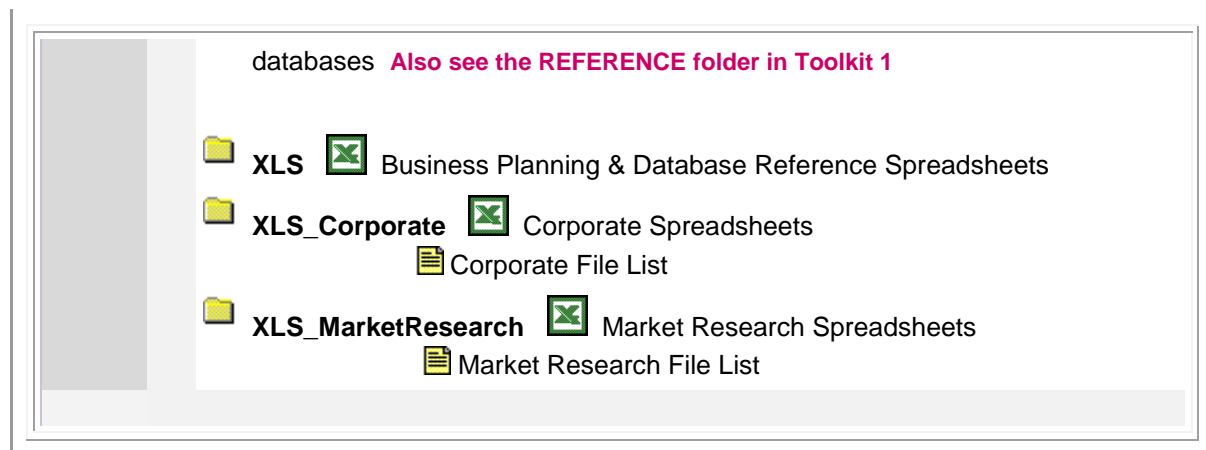 databases Also see the REFERENCE folder in Toolkit 1
XLS Business Planning & Database Reference Spreadsheets
XLS_Corporate Corporate Spreadsheets
Corporate File List
XLS_MarketResearch Market Research Spreadsheets
Market Research File List